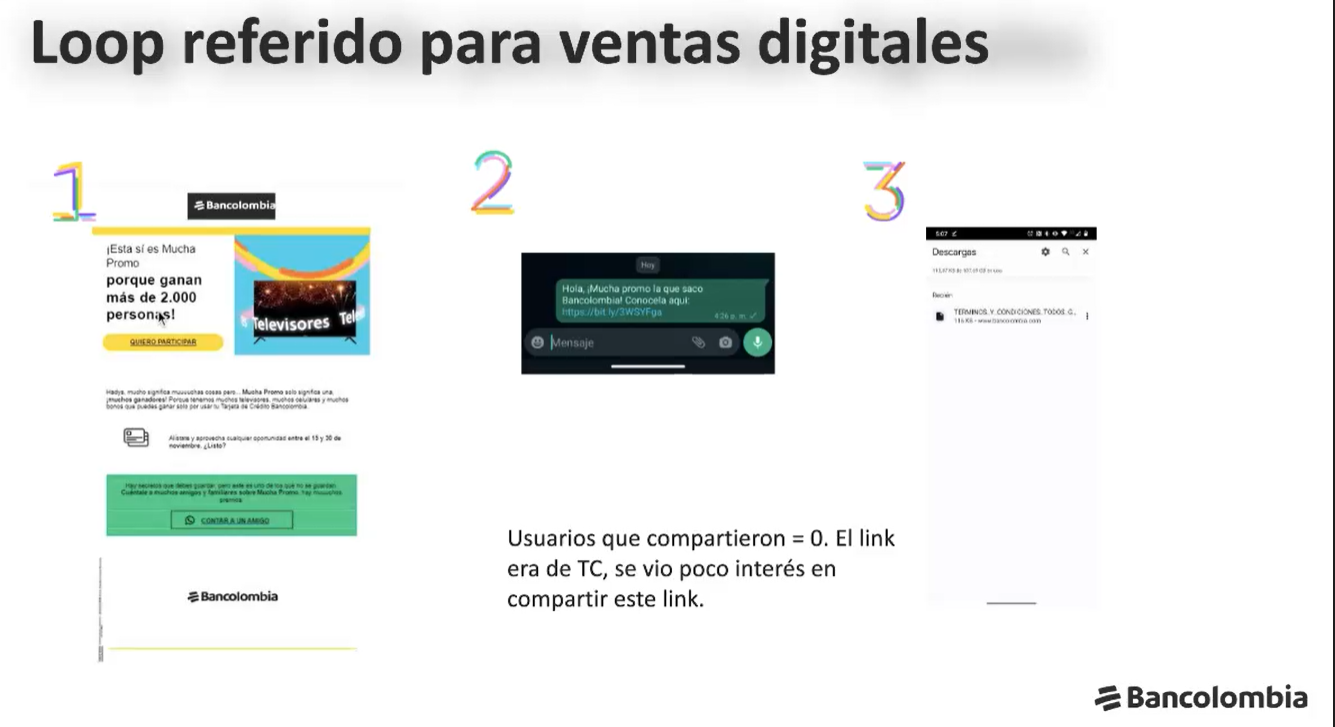 Loop referido para ventas digitales
1
Bancolombia
¡Esta sí es Mucha
Promo
porque ganan
más de 2.000
personas!
QUIERO PARTICIPAR
Televisores Tele
mucho significa muuuuchas cosas pero... Mucha Promo solo significa una,
¡muchos ganadores! Porque tenemos muchos televisores, muchos celulares y muchos
bonos que puedes ganar solo por usar tu Tarjeta de Crédito Bancolombia.
Alístate y aprovecha cualquier oportunidad entre el 15 y 30 de
noviembre. ¿Listo?
Hay secretos que debes guardar, pero este es uno de los que no se guardan.
Cuéntale a muchos amigos y familiares sobre Mucha Promo, hay muuuchos
premios
CONTAR A UN AMIGO
Bancolombia
2
Hoy
Hola, ¡Mucha promo la que saco
Bancolombia! Conocela aqui:
https://bit.ly/3WSYFga
4:26 p. m.
Mensaje
Usuarios que compartieron = 0. El link
era de TC, se vio poco interés en
compartir este link.
3
5:07
Descargas
Recién
TERMINOS_Y_CONDICIONES_TODOS_G...
116 KB - www.bancolombia.com
Bancolombia